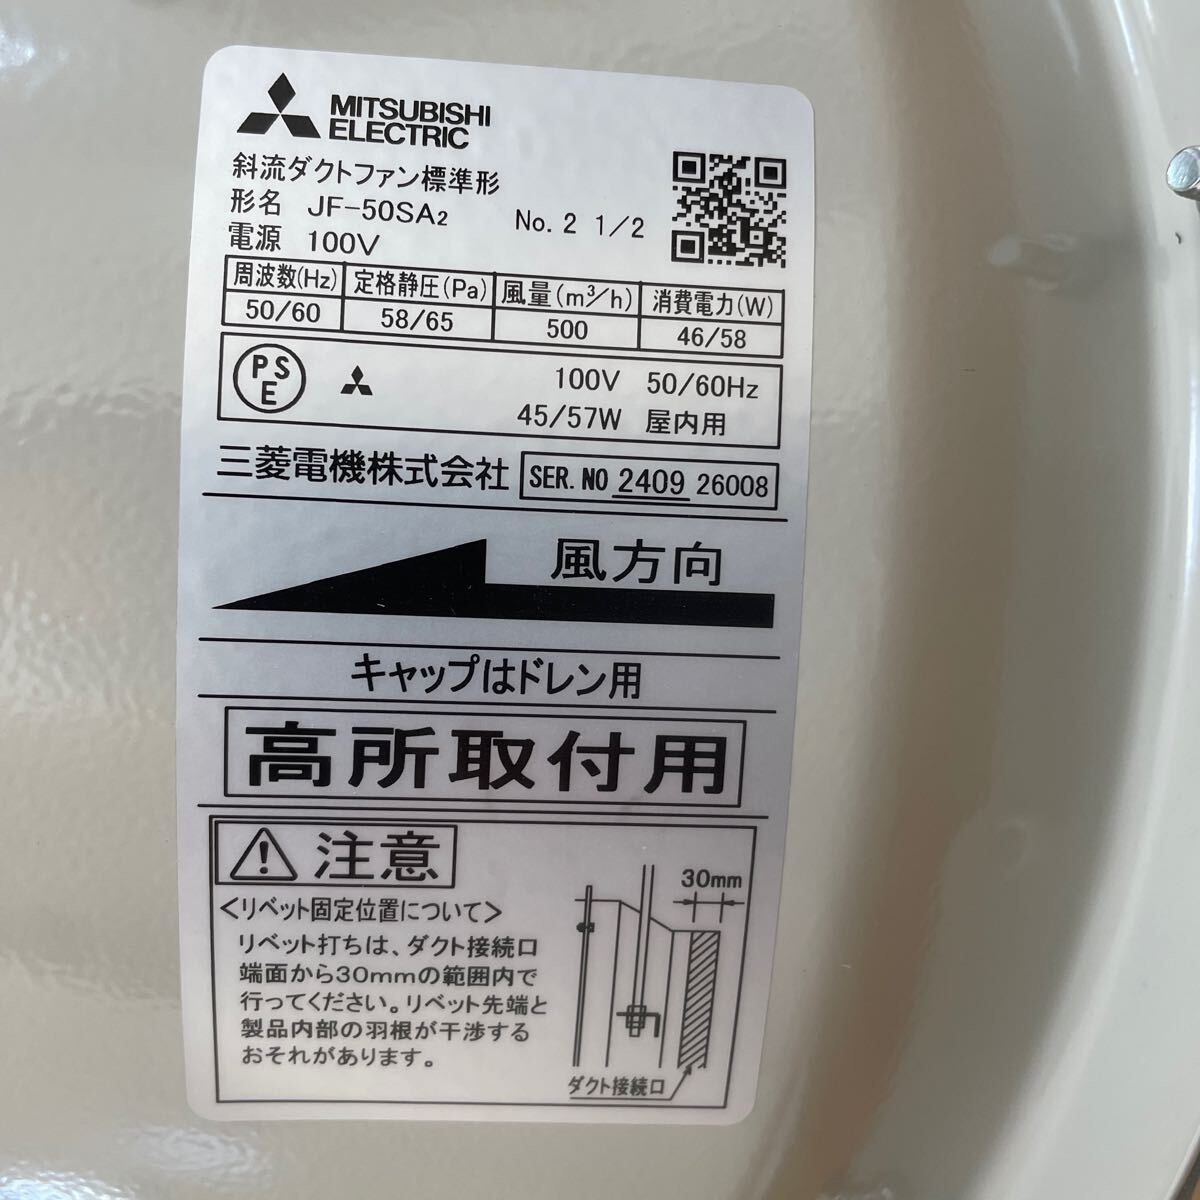 MITSUBISHI
ELECTRIC
斜流ダクトファン標準形
形名 JF-50SA2 No. 2 1/2
電源 100V
周波数(Hz) 定格静圧(Pa) 風量(m³/h) 消費電力(W)
50/60 58/65 500 46/58
PSE 100V 50/60Hz
45/57W 屋内用
三菱電機株式会社 SER. NO 2409 26008
風方向
キャップはドレン用
高所取付用
注意
<リベット固定位置について>
リベット打ちは、ダクト接続口
端面から30mmの範囲内で
行ってください。リベット先端と
製品内部の羽根が干渉する
おそれがあります。
30mm
ダクト接続口